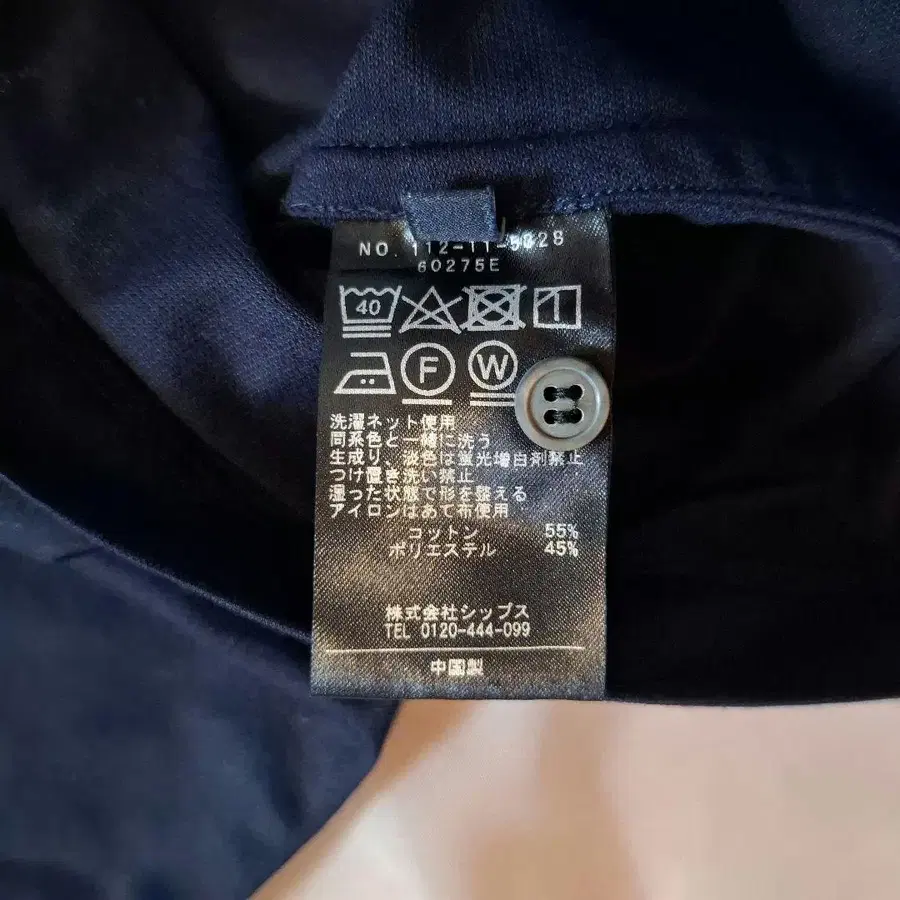 NO. 112-11-5328
60275E
40
F W
洗濯ネット使用
同系色と一緒に洗う
生成り、淡色は蛍光増白剤禁止
つけ置き洗い禁止
湿った状態で形を整える
アイロンはあて布使用
コットン 55%
ポリエステル 45%
株式会社シップス
TEL 0120-444-099
中国製